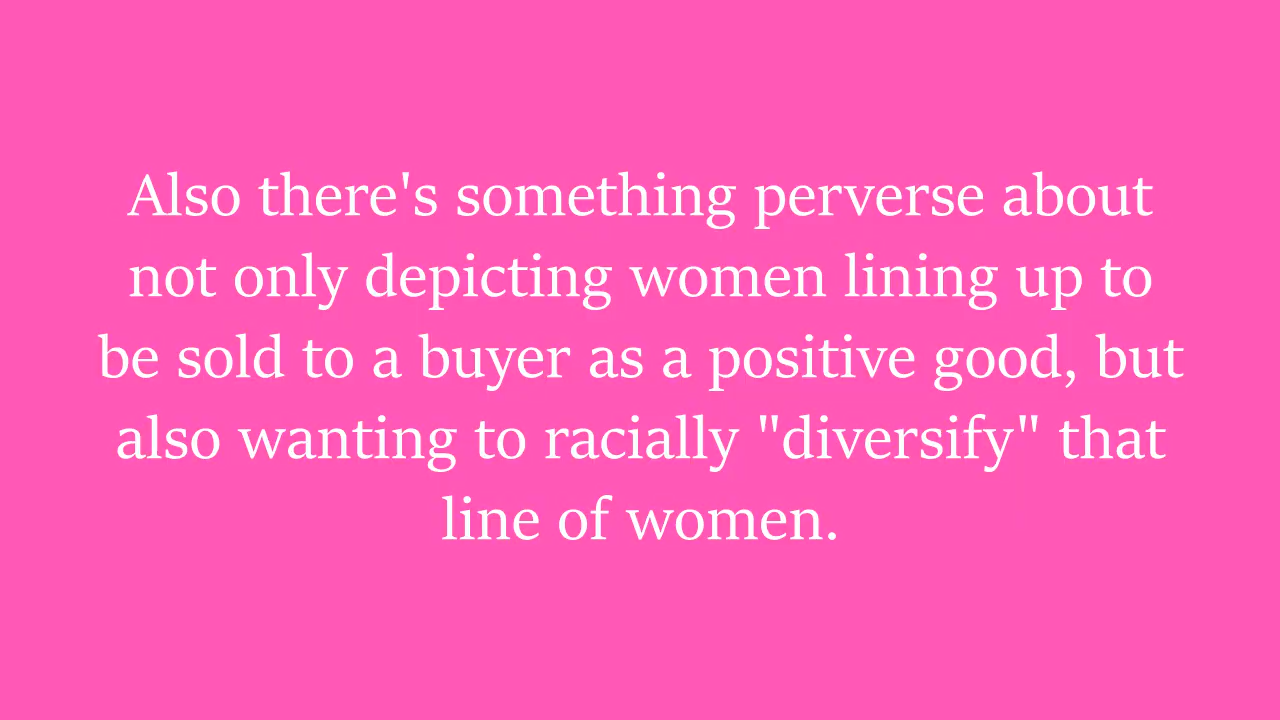 Also there's something perverse about
not only depicting women lining up to
be sold to a buyer as a positive good, but
also wanting to racially "diversify" that
line of women.